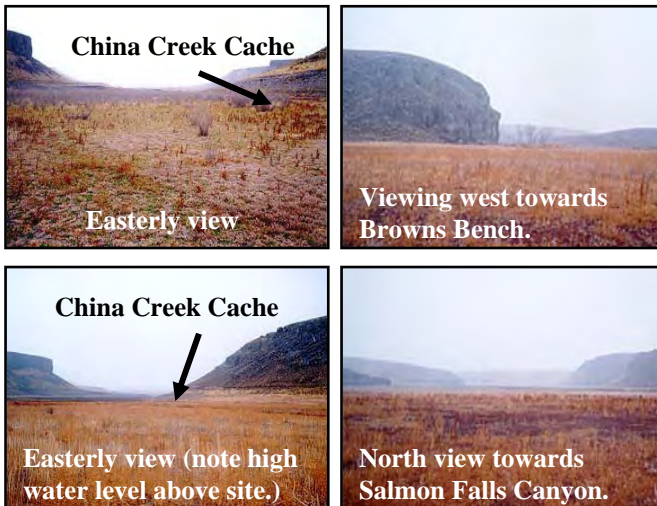 China Creek Cache
Easterly view
Viewing west towards
Browns Bench.
China Creek Cache
Easterly view (note high
water level above site.)
North view towards
Salmon Falls Canyon.